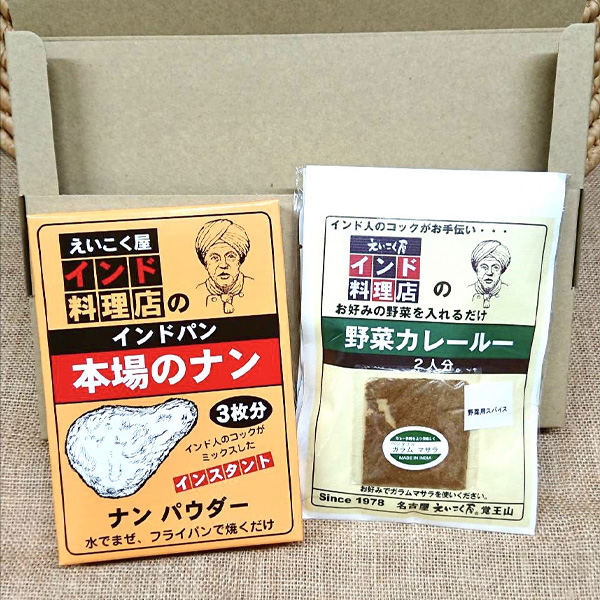 えいこく屋
インド
料理店の
インドパン
本場のナン
3枚分
インド人のコックが
ミックスした
インスタント
ナン パウダー
水でまぜ、フライパンで焼くだけ
インド人のコックがお手伝い・・・
えいこく屋
インド
料理店の
お好みの野菜を入れるだけ
野菜カレールー
2人分
野菜用スパイス
ガラム マサラ
MADE IN INDIA
お好みでガラムマサラを使いください。
Since 1978 名古屋 えいこく屋® 覚王山